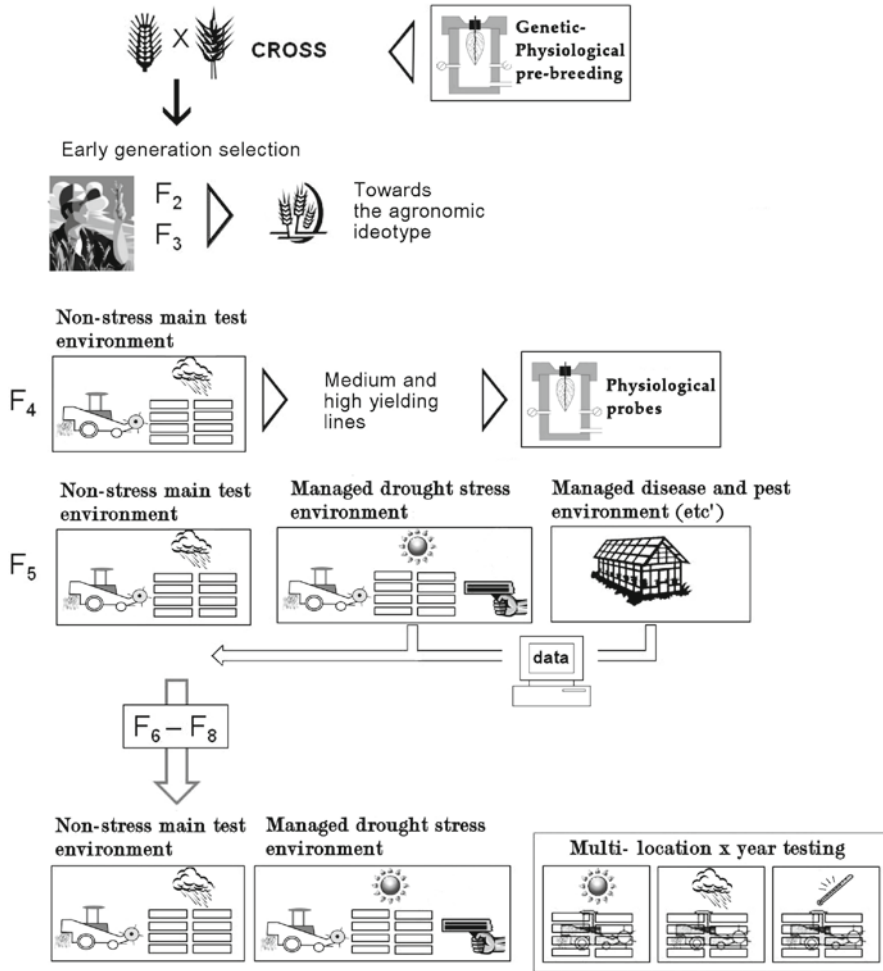 X
CROSS
Genetic-
Physiological
pre-breeding
Early generation selection
F₂
F₃
Towards
the agronomic
ideotype
Non-stress main test
environment
F₄
Medium and
high yielding
lines
Physiological
probes
Non-stress main test
environment
Managed drought stress
environment
Managed disease and pest
environment (etc')
F₅
data
F₆ – F₈
Non-stress main test
environment
Managed drought stress
environment
Multi- location x year testing